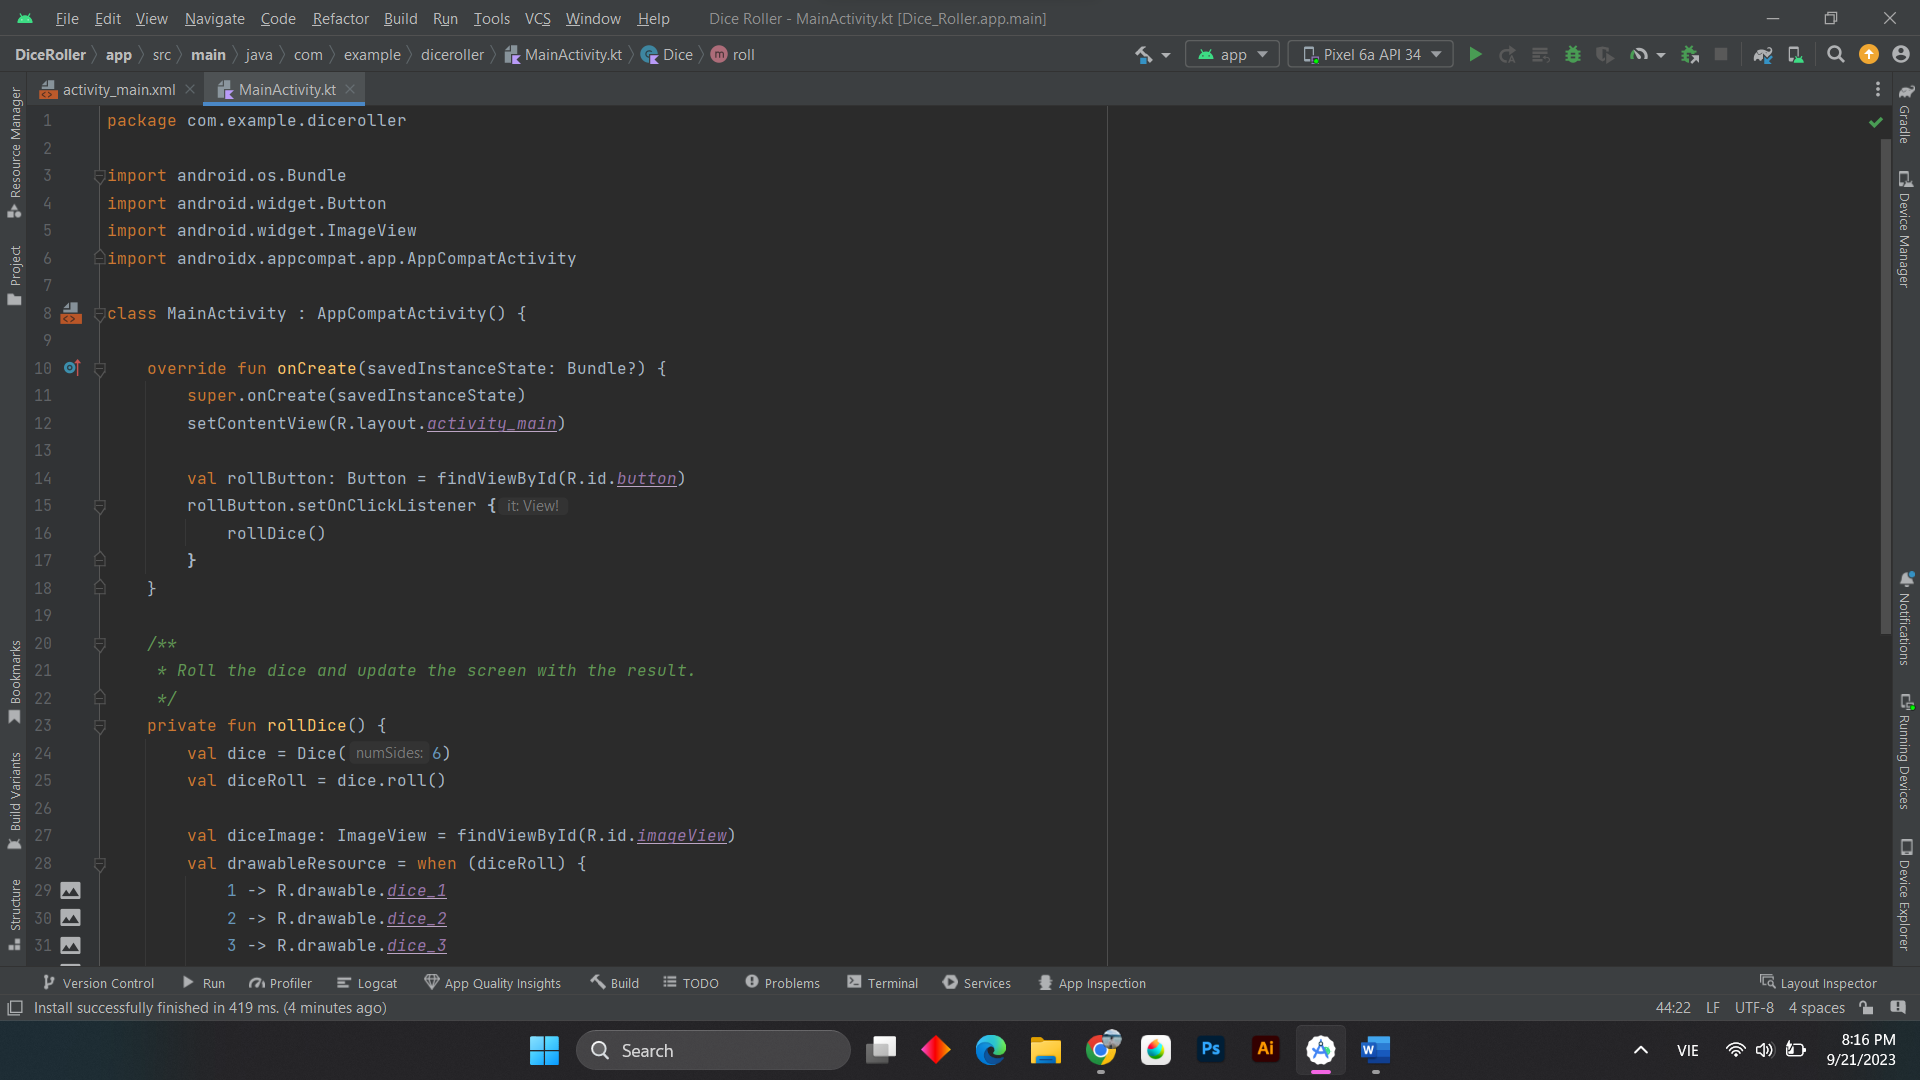 File Edit View Navigate Code Refactor Build Run Tools VCS Window Help Dice Roller - MainActivity.kt [Dice_Roller.app.main]
DiceRoller app src main java com example diceroller MainActivity.kt Dice roll app Pixel 6a API 34
activity_main.xml MainActivity.kt
Resource Manager
Project
Bookmarks
Build Variants
Structure
1 package com.example.diceroller
2
3 import android.os.Bundle
4 import android.widget.Button
5 import android.widget.ImageView
6 import androidx.appcompat.app.AppCompatActivity
7
8 class MainActivity : AppCompatActivity() {
9
10 override fun onCreate(savedInstanceState: Bundle?) {
11 super.onCreate(savedInstanceState)
12 setContentView(R.layout.activity_main)
13
14 val rollButton: Button = findViewById(R.id.button)
15 rollButton.setOnClickListener { it: View!
16 rollDice()
17 }
18 }
19
20 /**
21 * Roll the dice and update the screen with the result.
22 */
23 private fun rollDice() {
24 val dice = Dice( numSides: 6)
25 val diceRoll = dice.roll()
26
27 val diceImage: ImageView = findViewById(R.id.imageView)
28 val drawableResource = when (diceRoll) {
29 1 -> R.drawable.dice_1
30 2 -> R.drawable.dice_2
31 3 -> R.drawable.dice_3
Gradle
Device Manager
Notifications
Running Devices
Device Explorer
Version Control Run Profiler Logcat App Quality Insights Build TODO Problems Terminal Services App Inspection Layout Inspector
Install successfully finished in 419 ms. (4 minutes ago) 44:22 LF UTF-8 4 spaces
Search Ps Ai W VIE 8:16 PM
9/21/2023